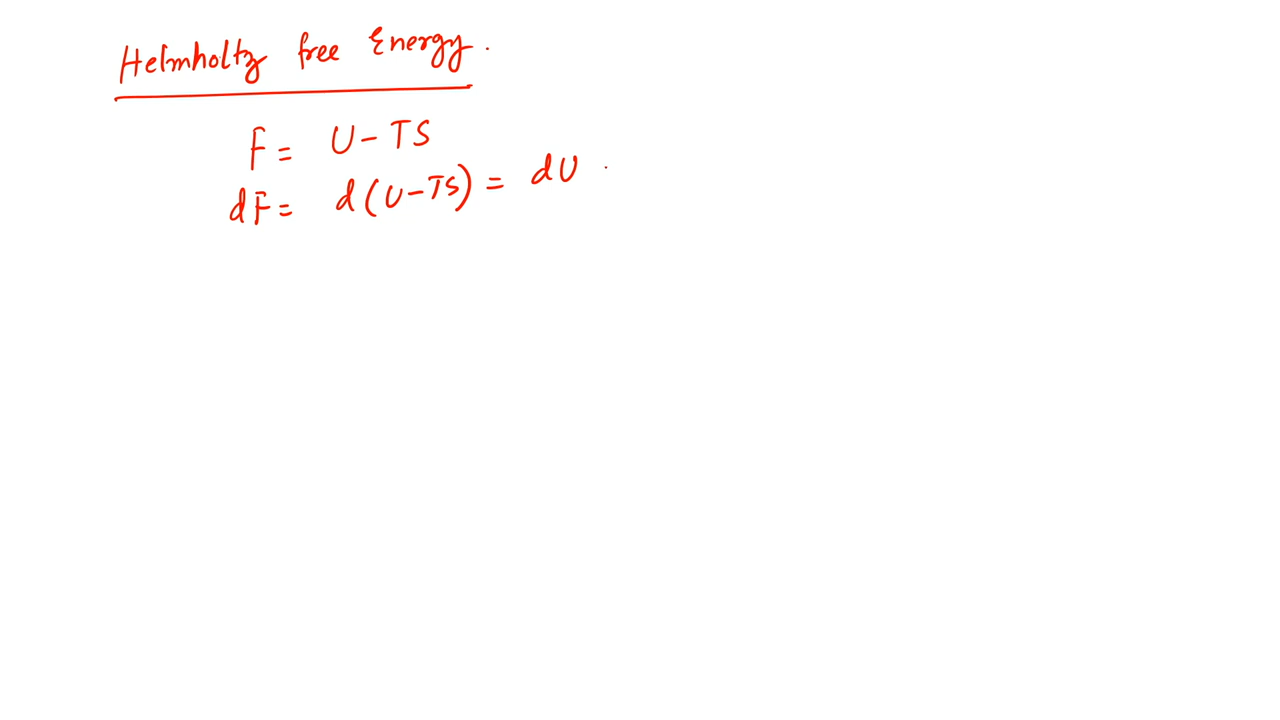 Helmholtz free Energy.
F = U - TS
dF = d(U - TS) = dU